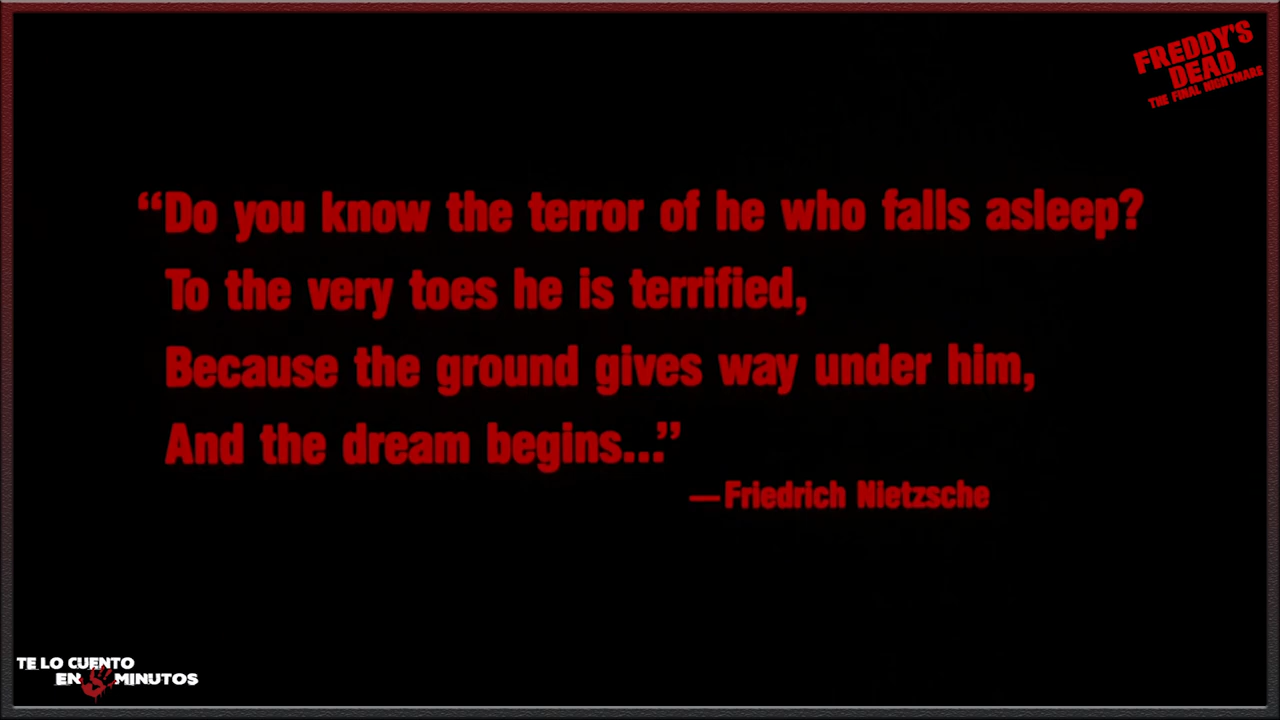 FREDDY'S
DEAD
THE FINAL NIGHTMARE
“Do you know the terror of he who falls asleep?
To the very toes he is terrified,
Because the ground gives way under him,
And the dream begins...”
—Friedrich Nietzsche
TE LO CUENTO
EN MINUTOS